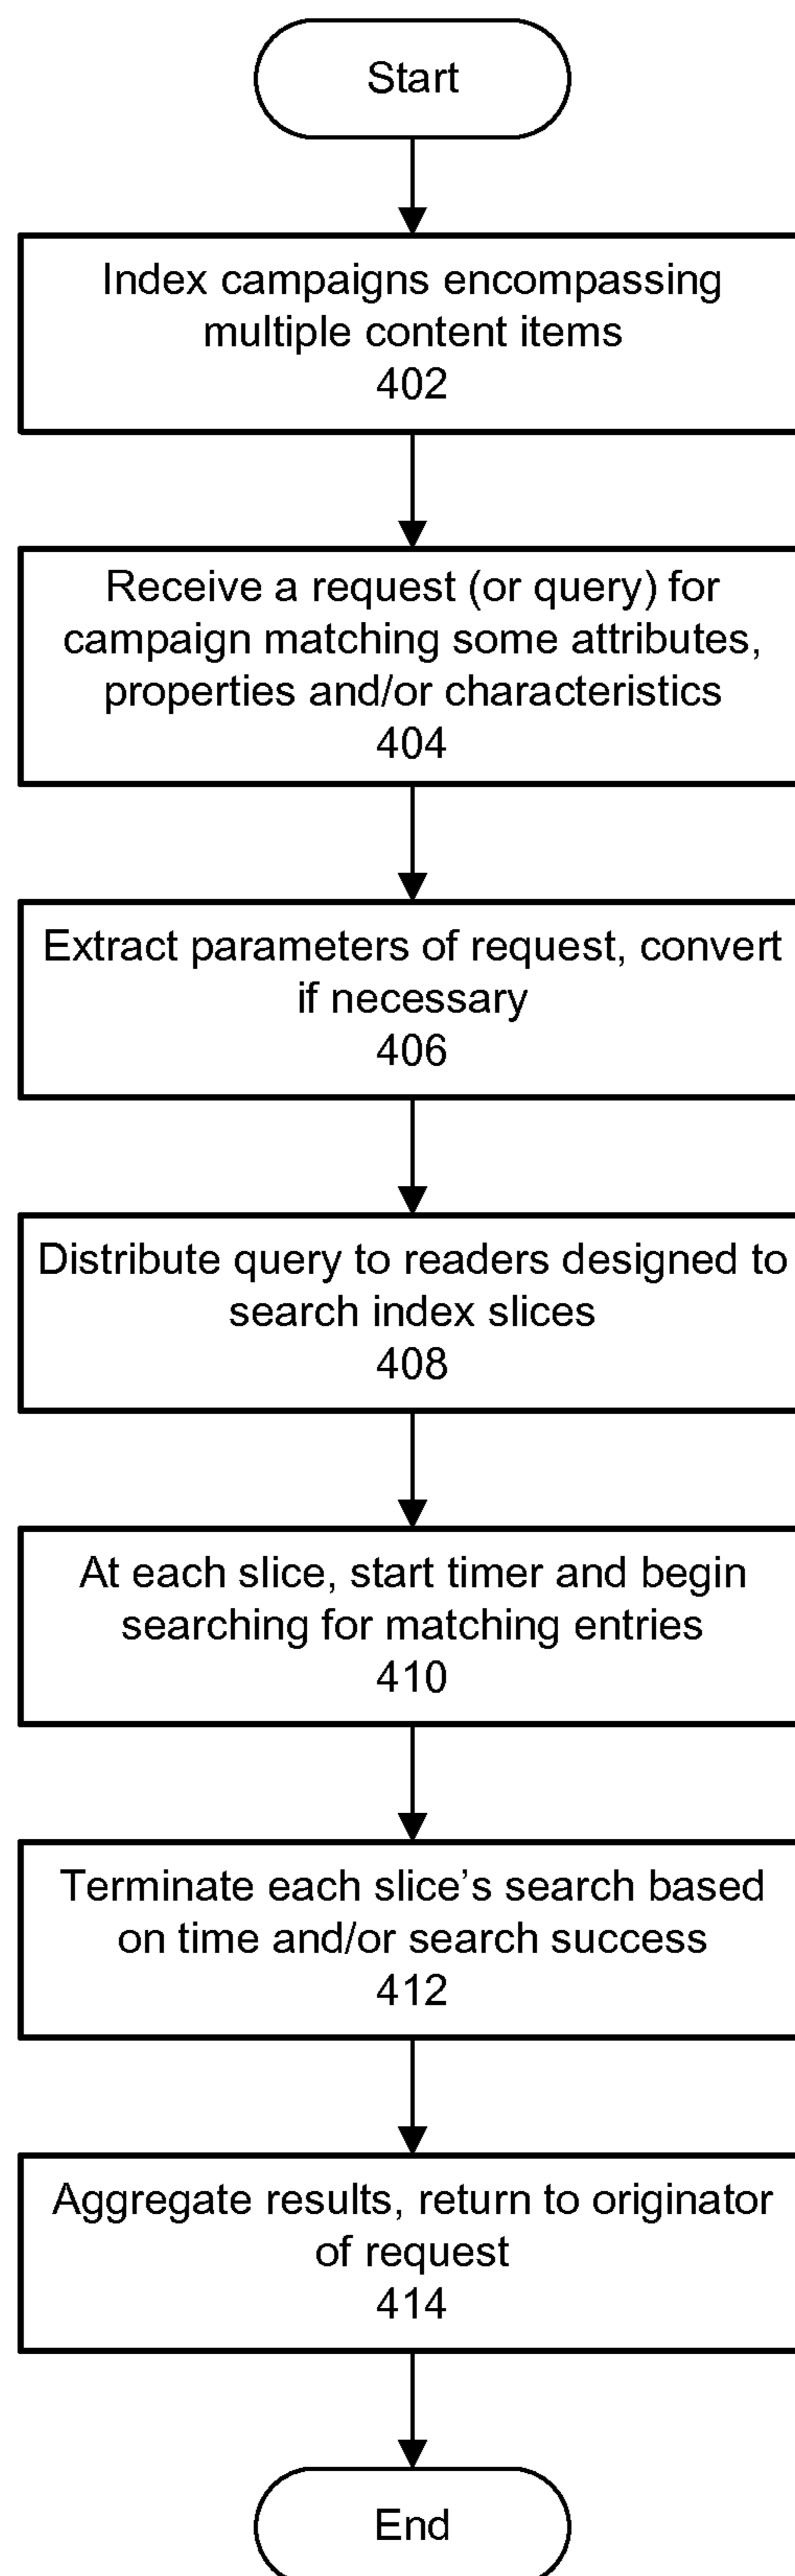 Start
Index campaigns encompassing
multiple content items
402
Receive a request (or query) for
campaign matching some attributes,
properties and/or characteristics
404
Extract parameters of request, convert
if necessary
406
Distribute query to readers designed to
search index slices
408
At each slice, start timer and begin
searching for matching entries
410
Terminate each slice’s search based
on time and/or search success
412
Aggregate results, return to originator
of request
414
End